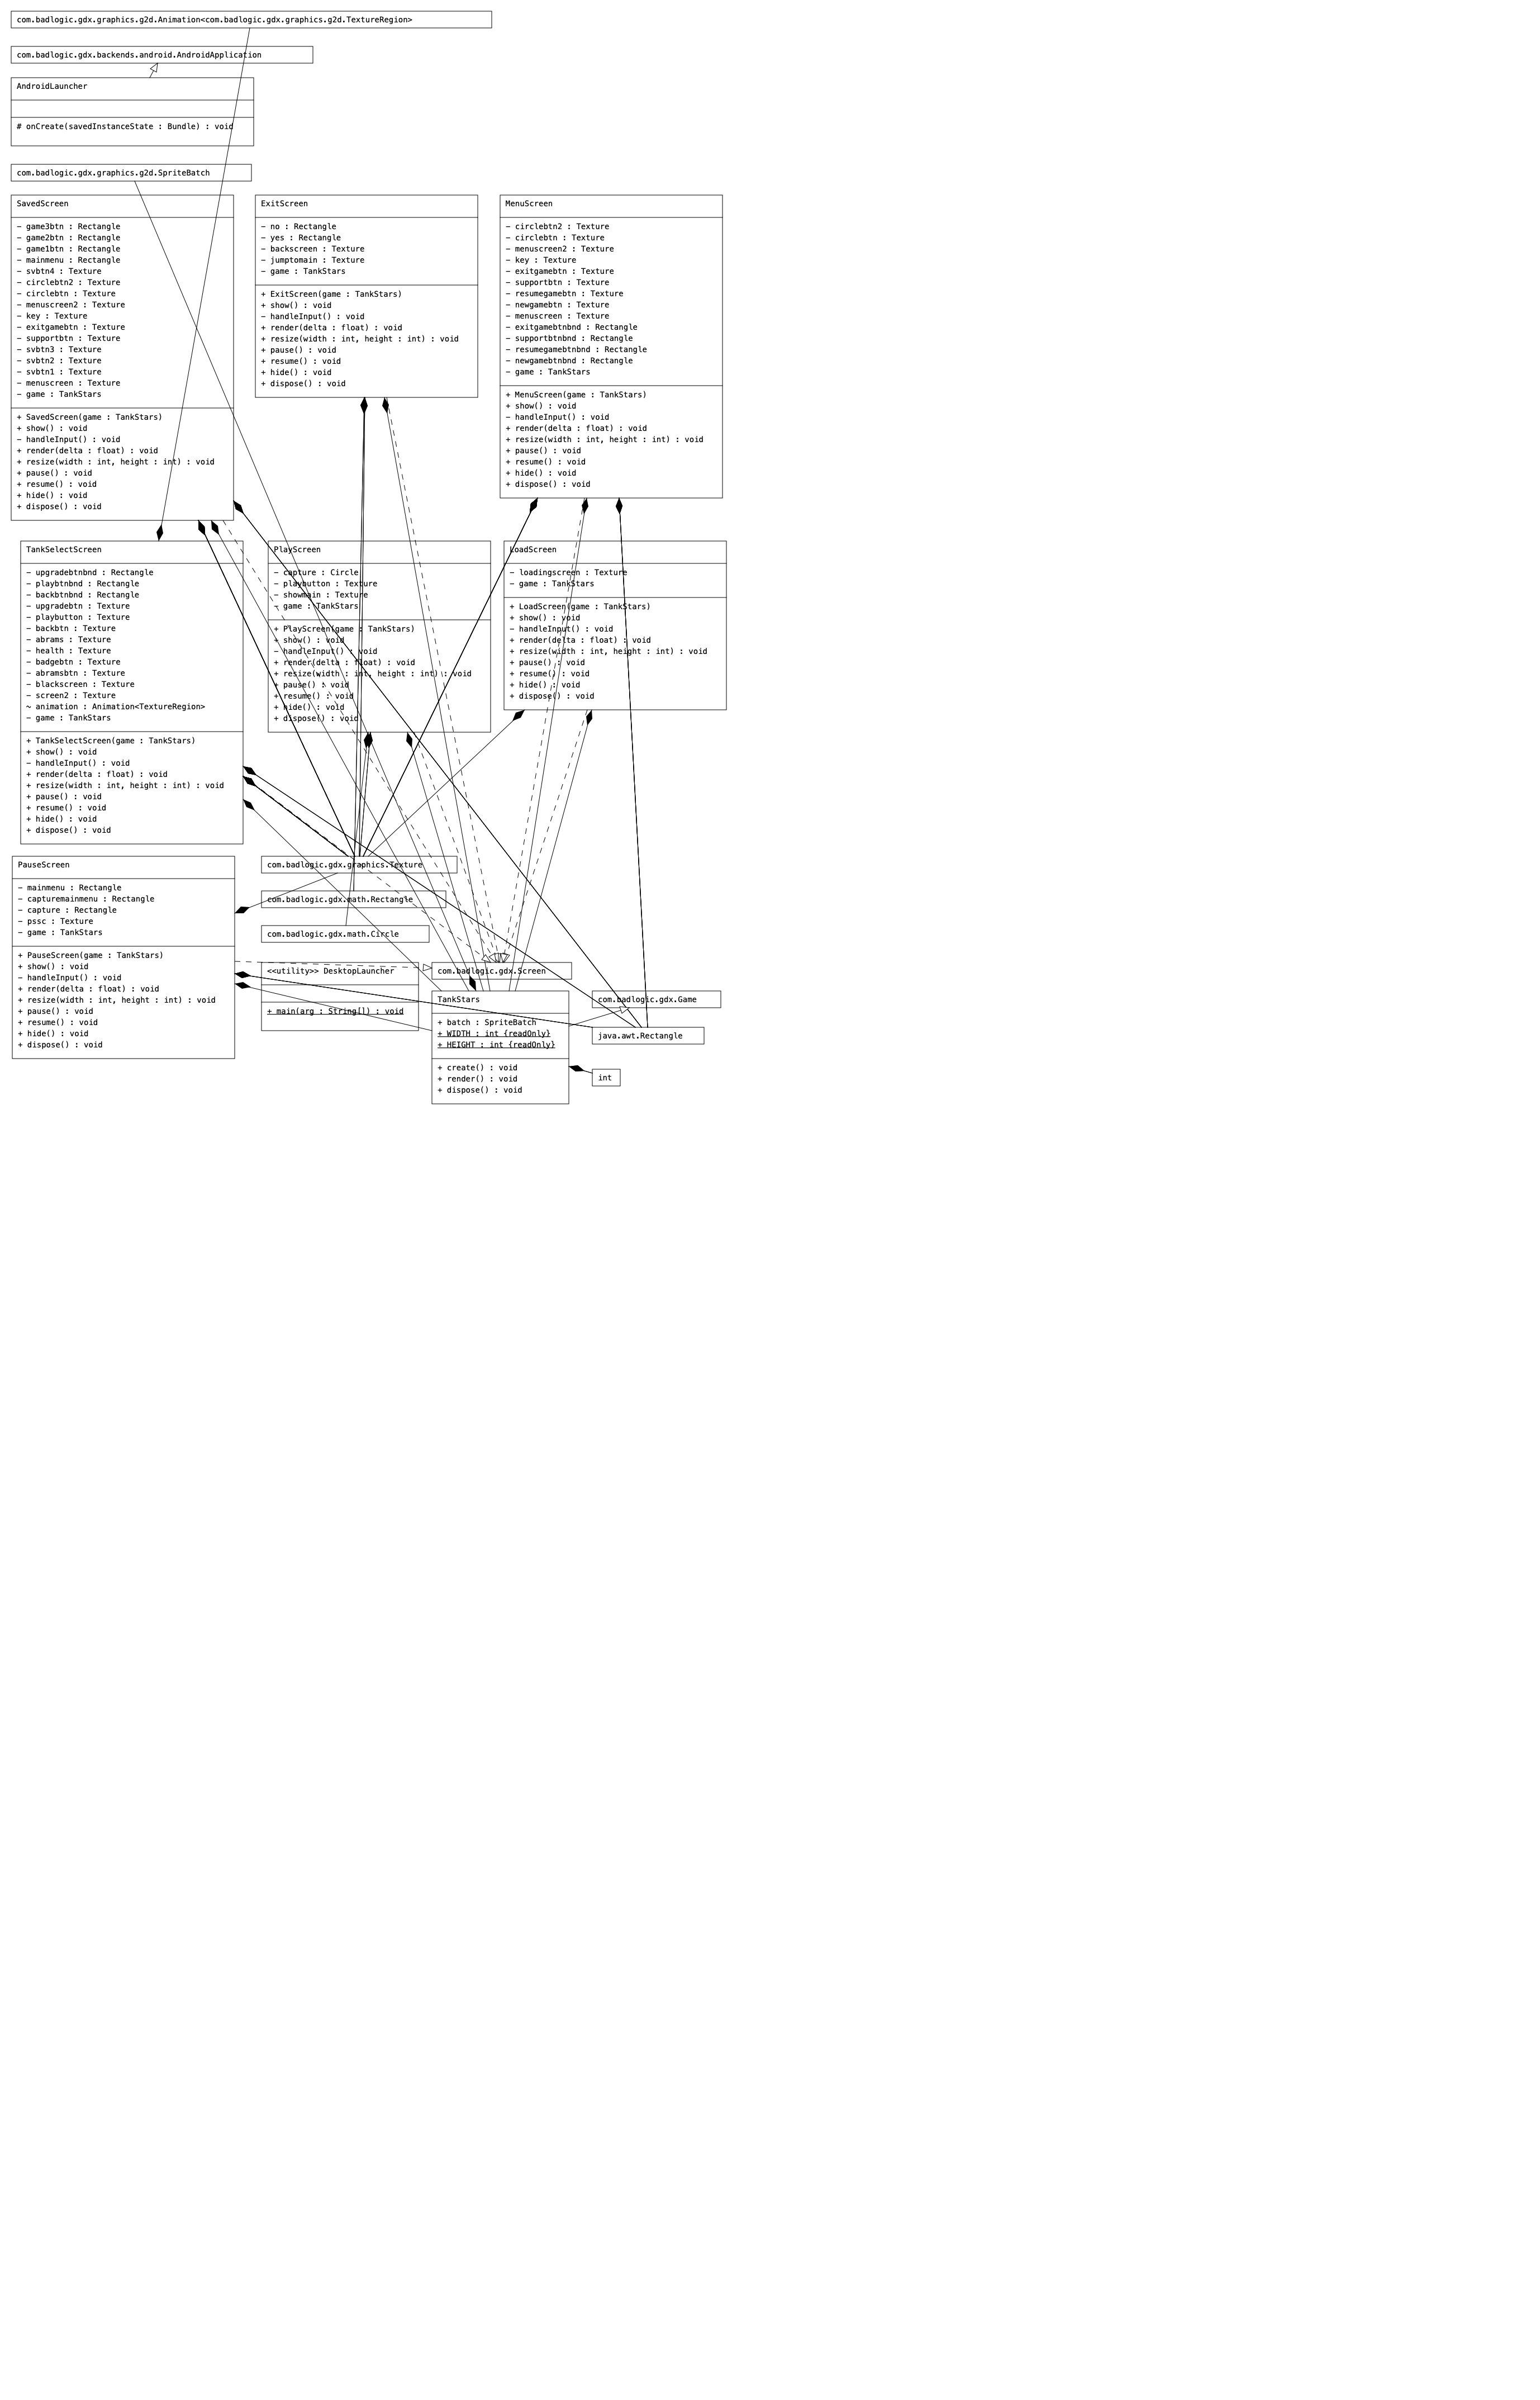 com.badlogic.gdx.graphics.g2d.Animation<com.badlogic.gdx.graphics.g2d.TextureRegion>
com.badlogic.gdx.backends.android.AndroidApplication
AndroidLauncher
# onCreate(savedInstanceState : Bundle) : void
com.badlogic.gdx.graphics.g2d.SpriteBatch
SavedScreen
− game3btn : Rectangle
− game2btn : Rectangle
− game1btn : Rectangle
− mainmenu : Rectangle
− svbtn4 : Texture
− circlebtn2 : Texture
− circlebtn : Texture
− menuscreen2 : Texture
− key : Texture
− exitgamebtn : Texture
− supportbtn : Texture
− svbtn3 : Texture
− svbtn2 : Texture
− svbtn1 : Texture
− menuscreen : Texture
− game : TankStars
+ SavedScreen(game : TankStars)
+ show() : void
− handleInput() : void
+ render(delta : float) : void
+ resize(width : int, height : int) : void
+ pause() : void
+ resume() : void
+ hide() : void
+ dispose() : void
ExitScreen
− no : Rectangle
− yes : Rectangle
− backscreen : Texture
− jumptomain : Texture
− game : TankStars
+ ExitScreen(game : TankStars)
+ show() : void
− handleInput() : void
+ render(delta : float) : void
+ resize(width : int, height : int) : void
+ pause() : void
+ resume() : void
+ hide() : void
+ dispose() : void
MenuScreen
− circlebtn2 : Texture
− circlebtn : Texture
− menuscreen2 : Texture
− key : Texture
− exitgamebtn : Texture
− supportbtn : Texture
− resumegamebtn : Texture
− newgamebtn : Texture
− menuscreen : Texture
− exitgamebtnbnd : Rectangle
− supportbtnbnd : Rectangle
− resumegamebtnbnd : Rectangle
− newgamebtnbnd : Rectangle
− game : TankStars
+ MenuScreen(game : TankStars)
+ show() : void
− handleInput() : void
+ render(delta : float) : void
+ resize(width : int, height : int) : void
+ pause() : void
+ resume() : void
+ hide() : void
+ dispose() : void
TankSelectScreen
− upgradebtnbnd : Rectangle
− playbtnbnd : Rectangle
− backbtnbnd : Rectangle
− upgradebtn : Texture
− playbutton : Texture
− backbtn : Texture
− abrams : Texture
− health : Texture
− badgebtn : Texture
− abramsbtn : Texture
− blackscreen : Texture
− screen2 : Texture
~ animation : Animation<TextureRegion>
− game : TankStars
+ TankSelectScreen(game : TankStars)
+ show() : void
− handleInput() : void
+ render(delta : float) : void
+ resize(width : int, height : int) : void
+ pause() : void
+ resume() : void
+ hide() : void
+ dispose() : void
PlayScreen
− capture : Circle
− playbutton : Texture
− showmain : Texture
− game : TankStars
+ PlayScreen(game : TankStars)
+ show() : void
− handleInput() : void
+ render(delta : float) : void
+ resize(width : int, height : int) : void
+ pause() : void
+ resume() : void
+ hide() : void
+ dispose() : void
LoadScreen
− loadingscreen : Texture
− game : TankStars
+ LoadScreen(game : TankStars)
+ show() : void
− handleInput() : void
+ render(delta : float) : void
+ resize(width : int, height : int) : void
+ pause() : void
+ resume() : void
+ hide() : void
+ dispose() : void
PauseScreen
− mainmenu : Rectangle
− capturemainmenu : Rectangle
− capture : Rectangle
− pssc : Texture
− game : TankStars
+ PauseScreen(game : TankStars)
+ show() : void
− handleInput() : void
+ render(delta : float) : void
+ resize(width : int, height : int) : void
+ pause() : void
+ resume() : void
+ hide() : void
+ dispose() : void
com.badlogic.gdx.graphics.Texture
com.badlogic.gdx.math.Rectangle
com.badlogic.gdx.math.Circle
<<utility>> DesktopLauncher
+ main(arg : String[]) : void
com.badlogic.gdx.Screen
TankStars
+ batch : SpriteBatch
+ WIDTH : int {readOnly}
+ HEIGHT : int {readOnly}
+ create() : void
+ render() : void
+ dispose() : void
com.badlogic.gdx.Game
java.awt.Rectangle
int